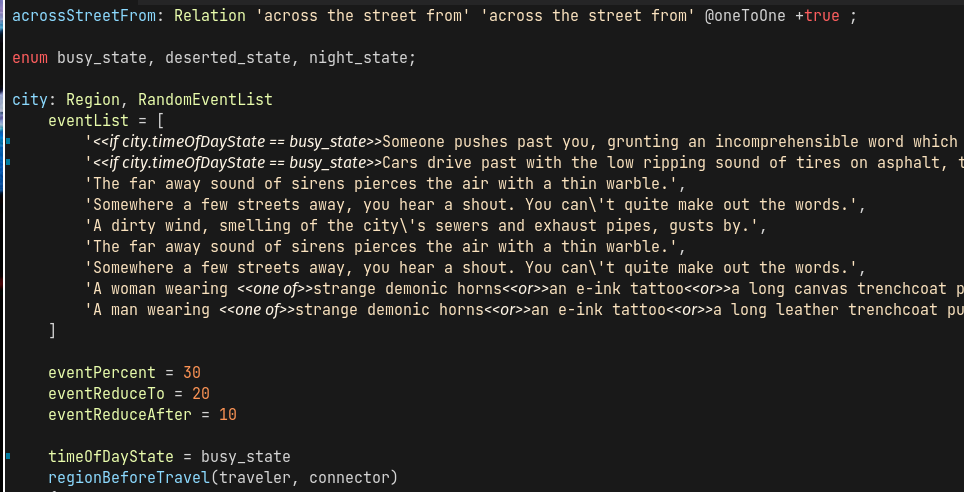 acrossStreetFrom: Relation 'across the street from' 'across the street from' @oneToOne +true ;
enum busy_state, deserted_state, night_state;
city: Region, RandomEventList
eventList = [
'<<if city.timeOfDayState == busy_state>>Someone pushes past you, grunting an incomprehensible word which
'<<if city.timeOfDayState == busy_state>>Cars drive past with the low ripping sound of tires on asphalt, t
'The far away sound of sirens pierces the air with a thin warble.',
'Somewhere a few streets away, you hear a shout. You can\'t quite make out the words.',
'A dirty wind, smelling of the city\'s sewers and exhaust pipes, gusts by.',
'The far away sound of sirens pierces the air with a thin warble.',
'Somewhere a few streets away, you hear a shout. You can\'t quite make out the words.',
'A woman wearing <<one of>>strange demonic horns<<or>>an e-ink tattoo<<or>>a long canvas trenchcoat p
'A man wearing <<one of>>strange demonic horns<<or>>an e-ink tattoo<<or>>a long leather trenchcoat pu
]
eventPercent = 30
eventReduceTo = 20
eventReduceAfter = 10
timeOfDayState = busy_state
regionBeforeTravel(traveler, connector)